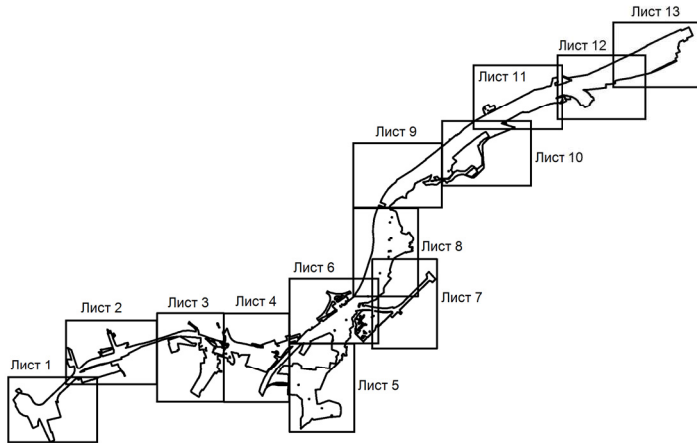 Лист 13
Лист 12
Лист 11
Лист 9
Лист 10
Лист 8
Лист 6
Лист 7
Лист 2
Лист 3
Лист 4
Лист 1
Лист 5